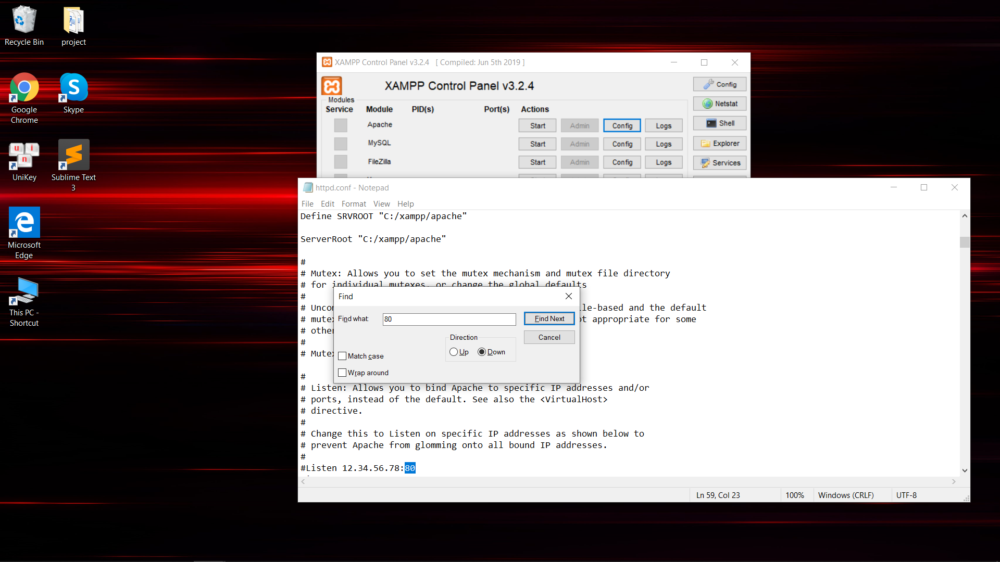 Recycle Bin
project
Google
Chrome
Skype
UniKey
Sublime Text
3
Microsoft
Edge
This PC -
Shortcut
XAMPP Control Panel v3.2.4 [ Compiled: Jun 5th 2019 ]
XAMPP Control Panel v3.2.4
Modules
Service Module PID(s) Port(s) Actions
Apache Start Admin Config Logs
MySQL Start Admin Config Logs
FileZilla Start Admin Config Logs
Config
Netstat
Shell
Explorer
Services
httpd.conf - Notepad
File Edit Format View Help
Define SRVROOT "C:/xampp/apache"
ServerRoot "C:/xampp/apache"
#
# Mutex: Allows you to set the mutex mechanism and mutex file directory
# for individual mutexes, or change the global defaults
#
# Uncom le-based and the default
# mutex ot appropriate for some
# other
#
# Mutex
#
# Listen: Allows you to bind Apache to specific IP addresses and/or
# ports, instead of the default. See also the <VirtualHost>
# directive.
#
# Change this to Listen on specific IP addresses as shown below to
# prevent Apache from glomming onto all bound IP addresses.
#
#Listen 12.34.56.78:80
Find
Find what: 80 Find Next
Cancel
Direction
Up Down
Match case
Wrap around
Ln 59, Col 23 100% Windows (CRLF) UTF-8